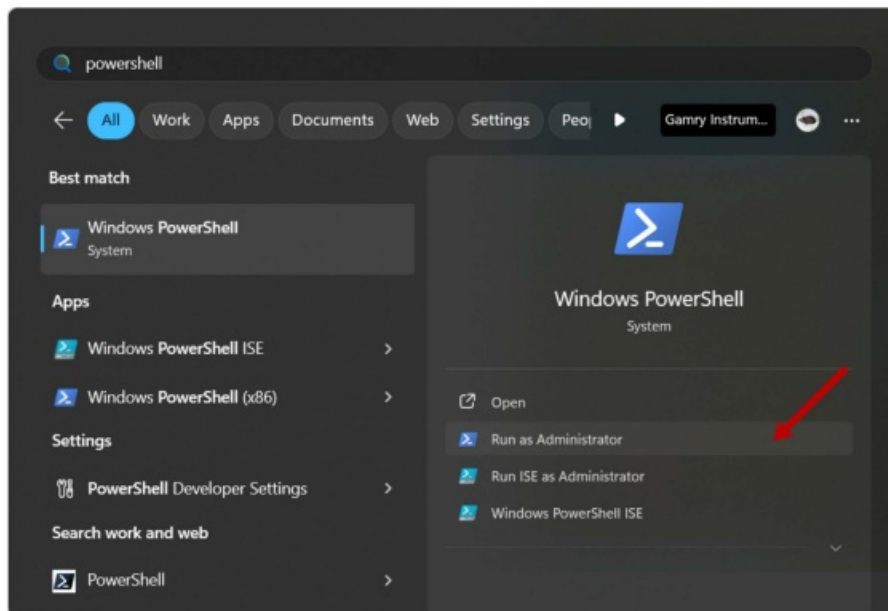 powershell
All Work Apps Documents Web Settings Peo Gamry Instrum... ...
Best match
Windows PowerShell
System
Apps
Windows PowerShell ISE
Windows PowerShell (x86)
Settings
PowerShell Developer Settings
Search work and web
PowerShell
Windows PowerShell
System
Open
Run as Administrator
Run ISE as Administrator
Windows PowerShell ISE